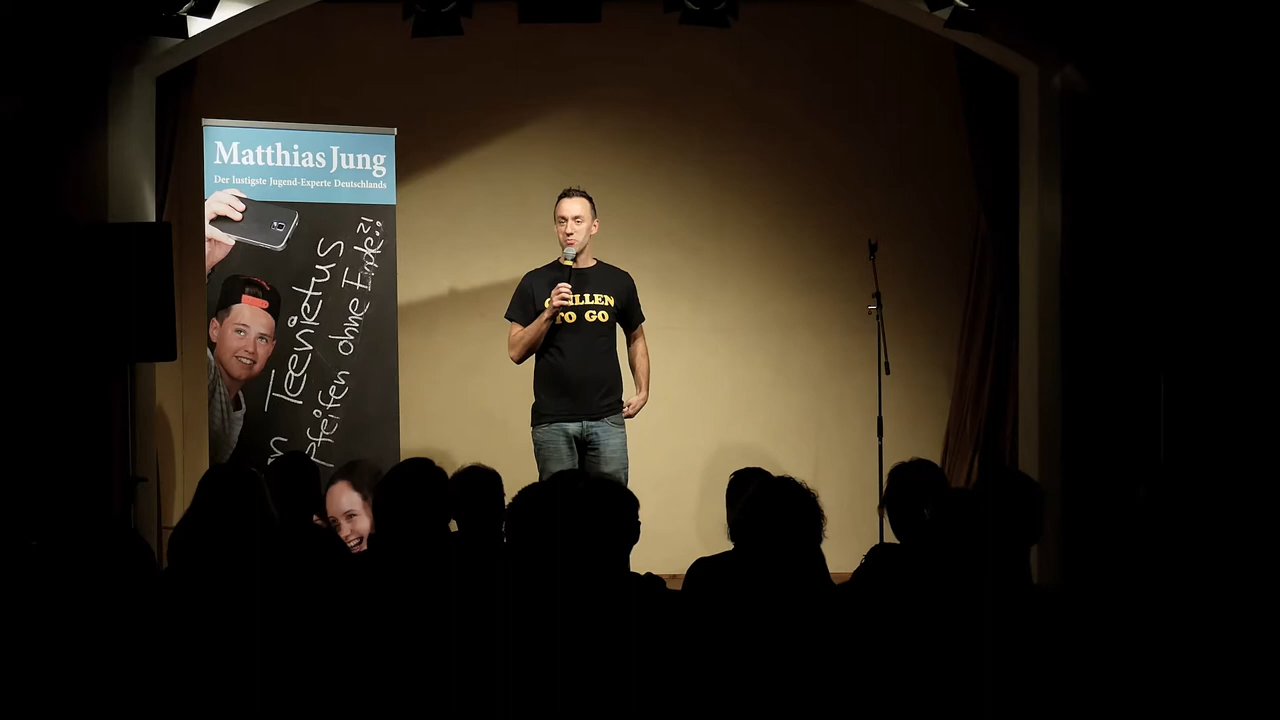 Matthias Jung
Der lustigste Jugend-Experte Deutschlands
Teenietus
pfeifen ohne Ende?!
CHILLEN
TO GO